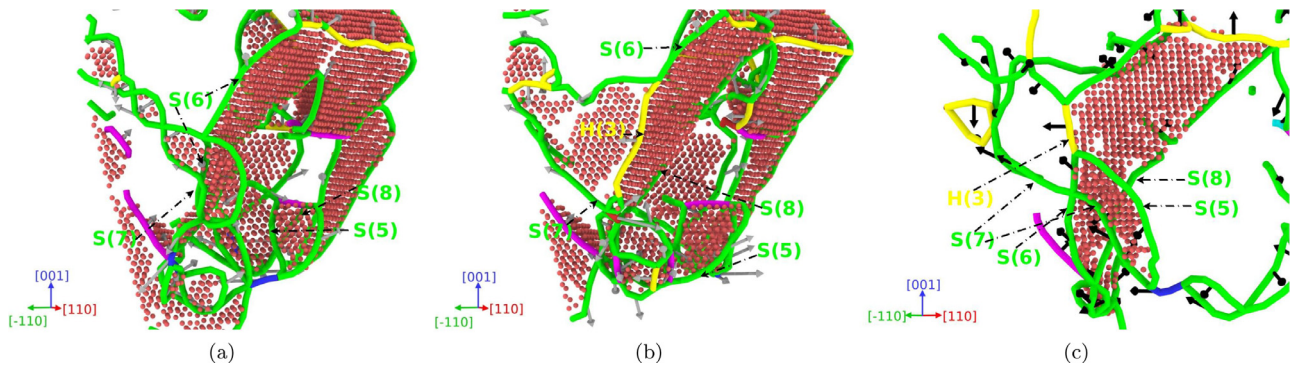 S(6)
S(7)
S(8)
S(5)
[001]
[-110]
[110]
(a)
S(6)
H(3)
S(8)
S(7)
S(5)
[001]
[-110]
[110]
(b)
S(8)
H(3)
S(5)
S(7)
S(6)
[001]
[-110]
[110]
(c)